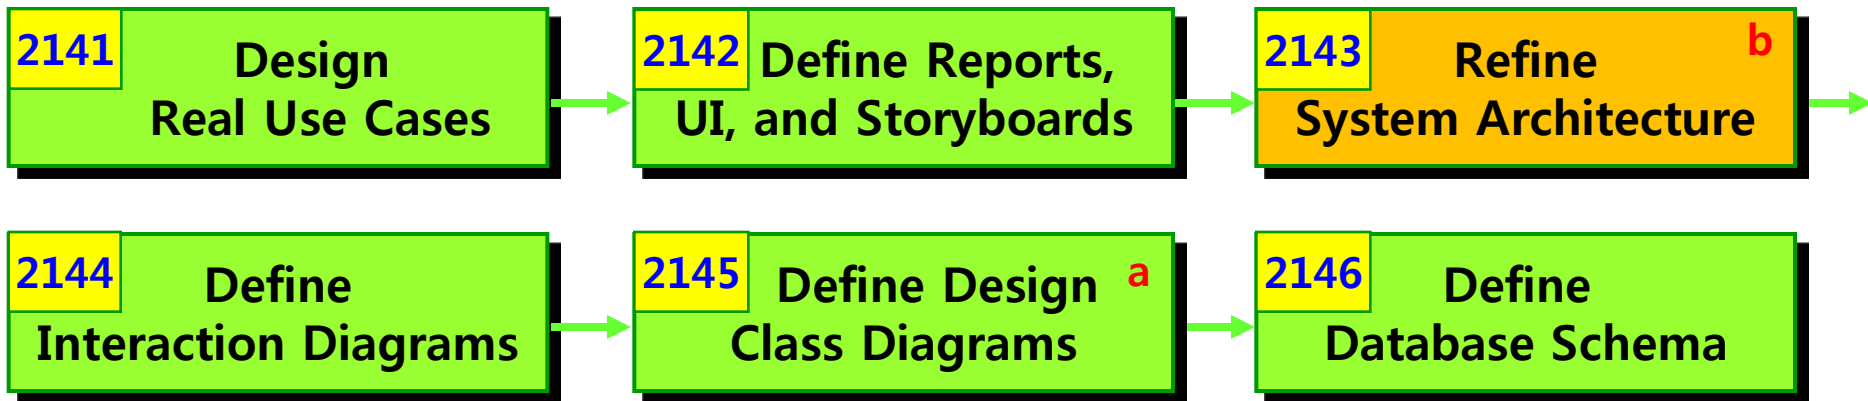 2141
Design
Real Use Cases
2142
Define Reports,
UI, and Storyboards
2143
Refine
b
System Architecture
2144
Define
Interaction Diagrams
2145
Define Design
a
Class Diagrams
2146
Define
Database Schema